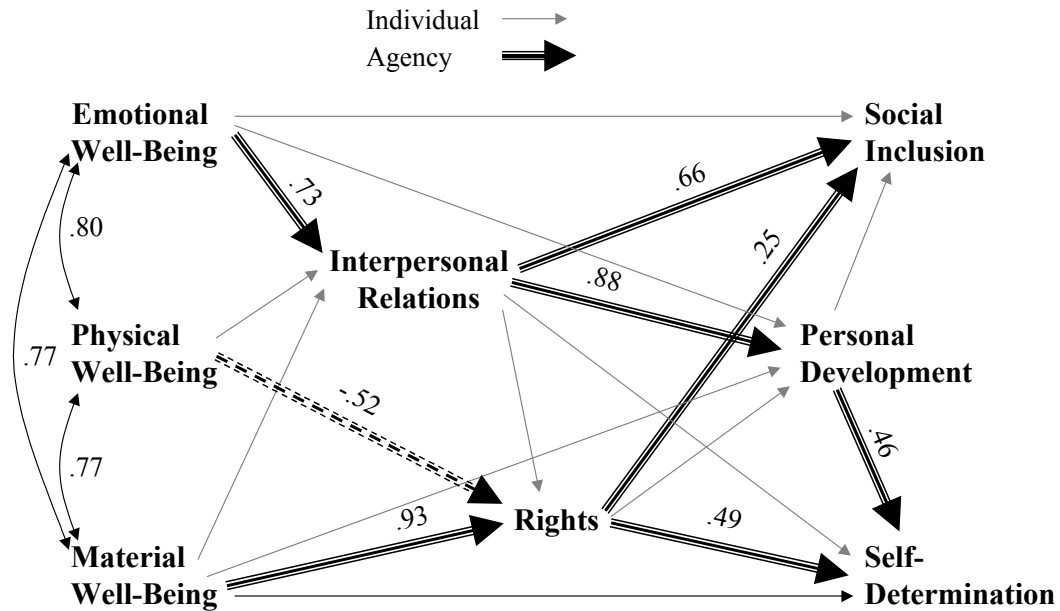 Individual
Agency
Emotional
Well-Being
Social
Inclusion
.66
.73
.80
.25
Interpersonal
Relations
.88
Physical
Well-Being
Personal
Development
.77
-.52
.46
.77
.93
Rights
.49
Material
Well-Being
Self-
Determination